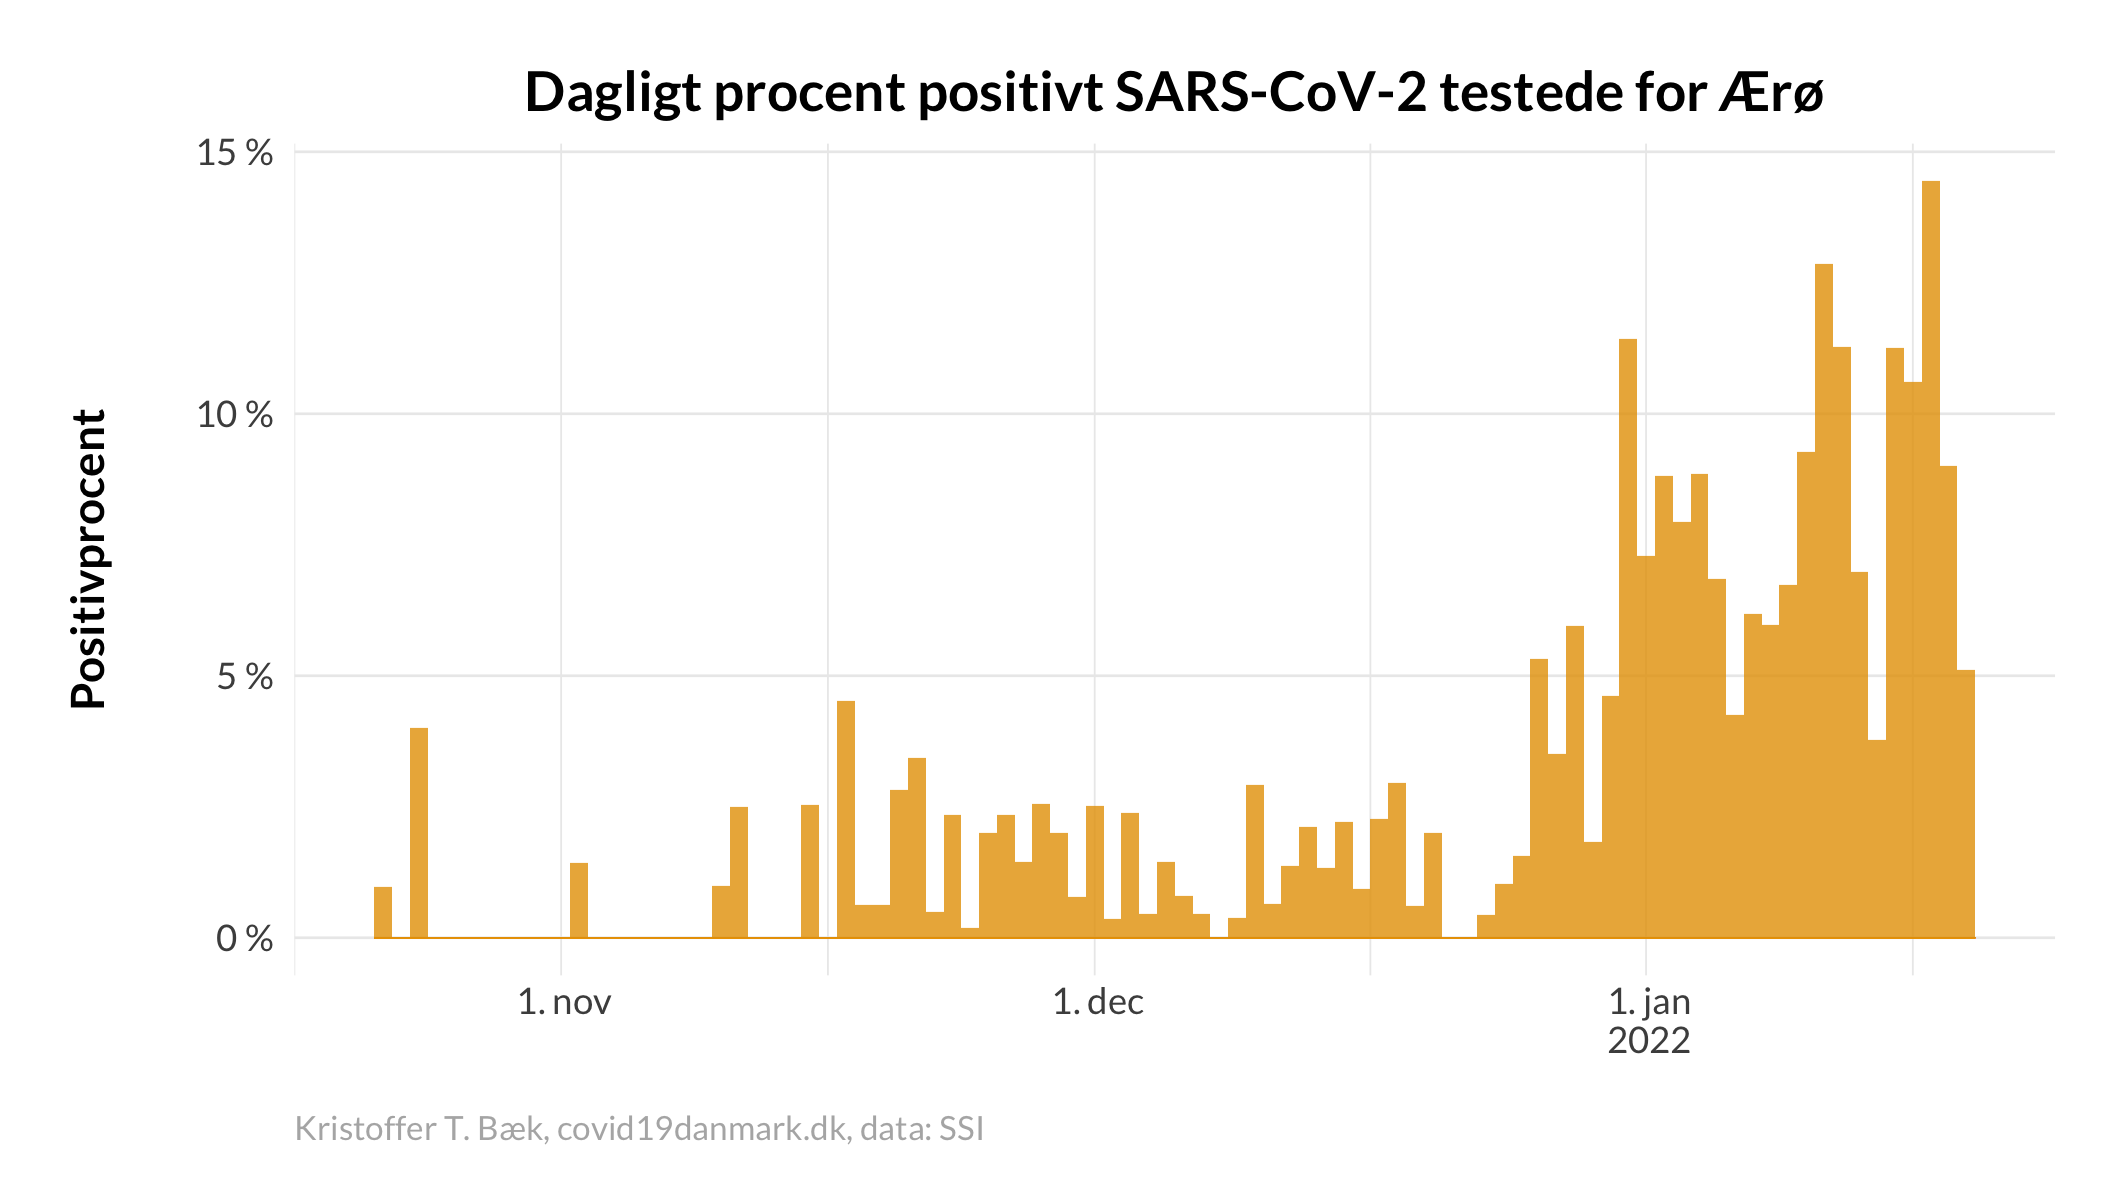 Dagligt procent positivt SARS-CoV-2 testede for Ærø
15 %
10 %
5 %
0 %
Positivprocent
1. nov
1. dec
1. jan
2022
Kristoffer T. Bæk, covid19danmark.dk, data: SSI